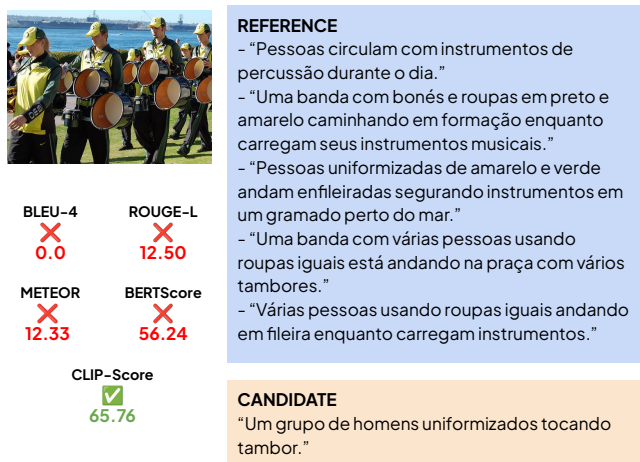 BLEU-4 ROUGE-L
0.0 12.50
METEOR BERTScore
12.33 56.24
CLIP-Score
65.76
REFERENCE
- “Pessoas circulam com instrumentos de
percussão durante o dia.”
- “Uma banda com bonés e roupas em preto e
amarelo caminhando em formação enquanto
carregam seus instrumentos musicais.”
- “Pessoas uniformizadas de amarelo e verde
andam enfileiradas segurando instrumentos em
um gramado perto do mar.”
- “Uma banda com várias pessoas usando
roupas iguais está andando na praça com vários
tambores.”
- “Várias pessoas usando roupas iguais andando
em fileira enquanto carregam instrumentos.”
CANDIDATE
“Um grupo de homens uniformizados tocando
tambor.”